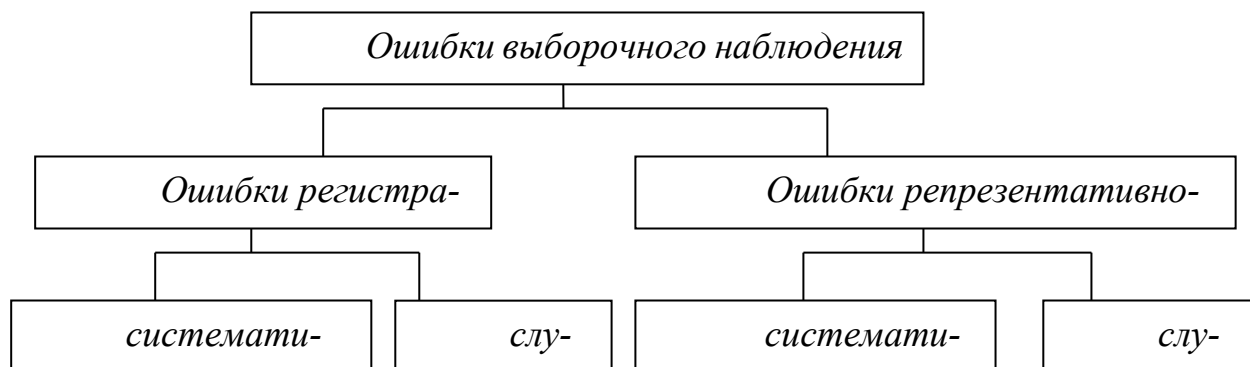 Ошибки выборочного наблюдения
Ошибки регистра-
Ошибки репрезентативно-
системати-
слу-
системати-
слу-